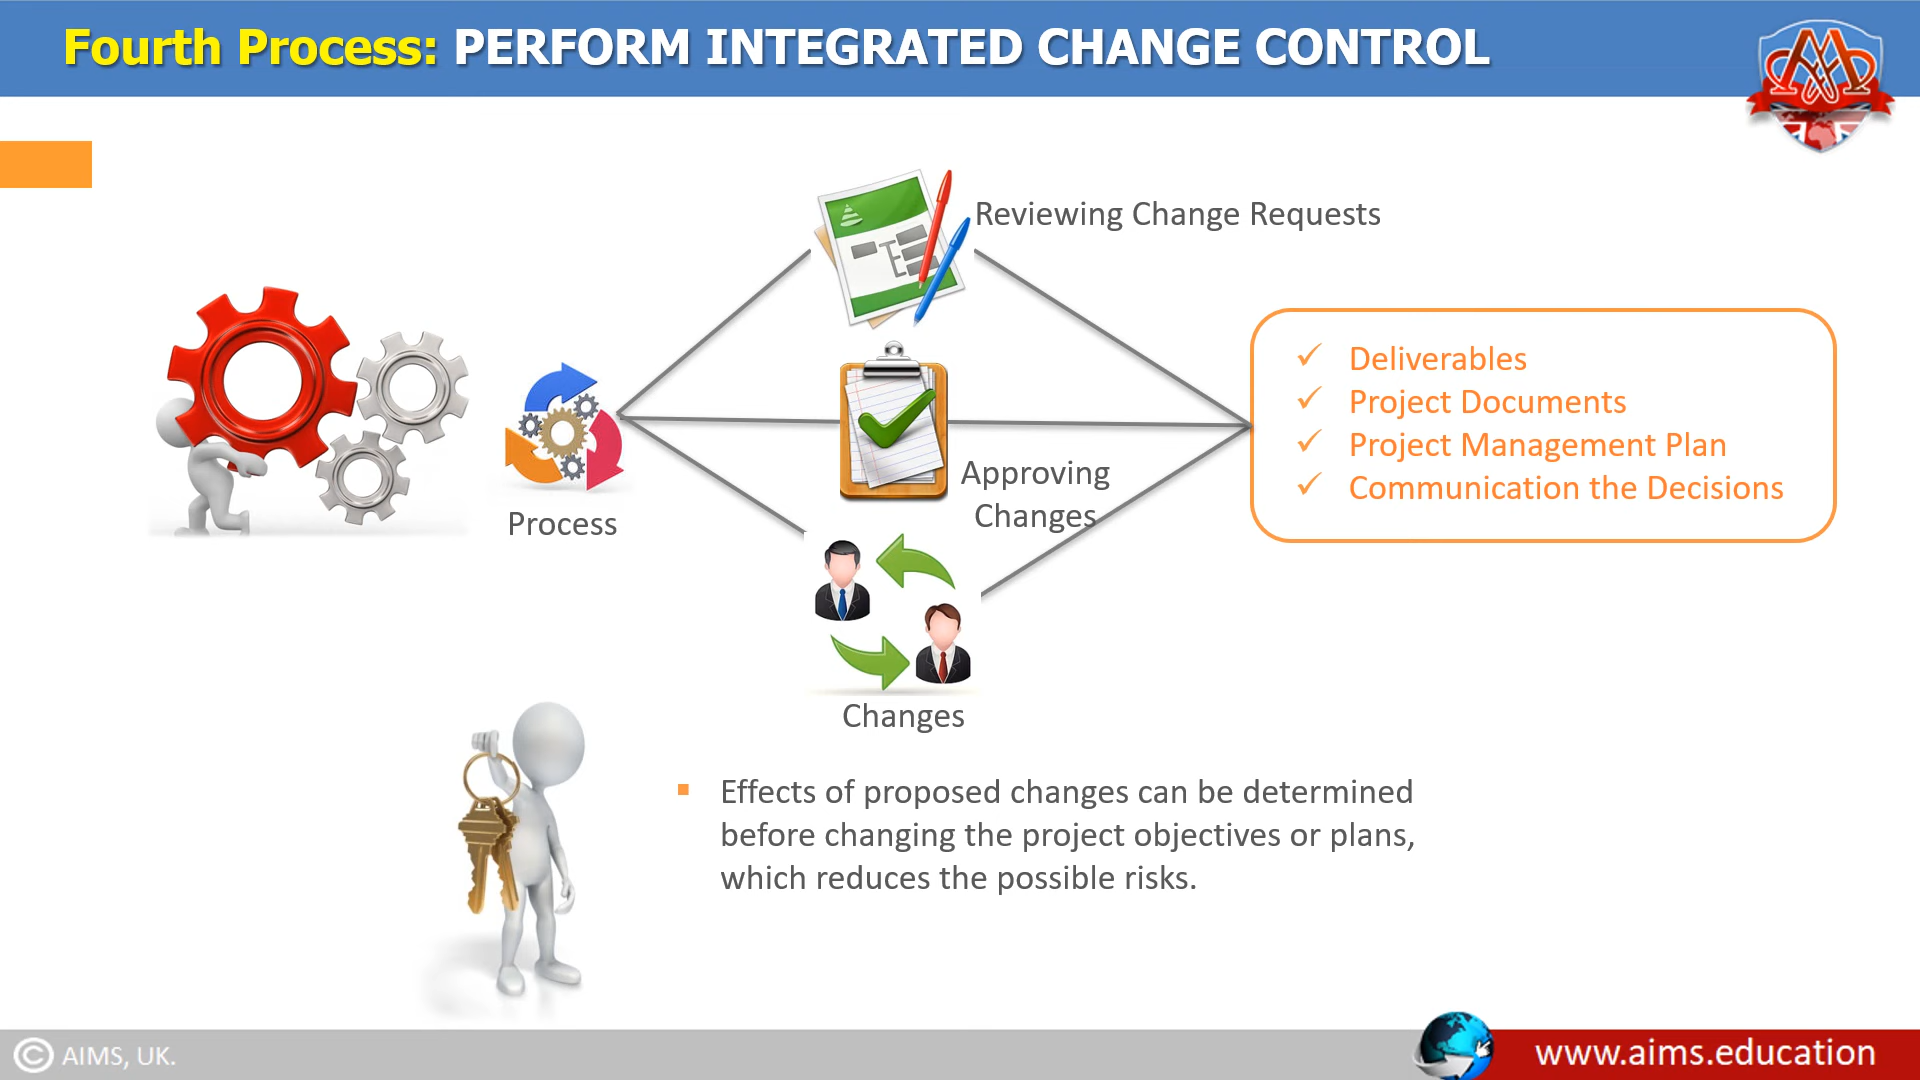 Fourth Process: PERFORM INTEGRATED CHANGE CONTROL
Reviewing Change Requests
Process
Approving
Changes
Changes
Deliverables
Project Documents
Project Management Plan
Communication the Decisions
Effects of proposed changes can be determined
before changing the project objectives or plans,
which reduces the possible risks.
© AIMS, UK.
www.aims.education